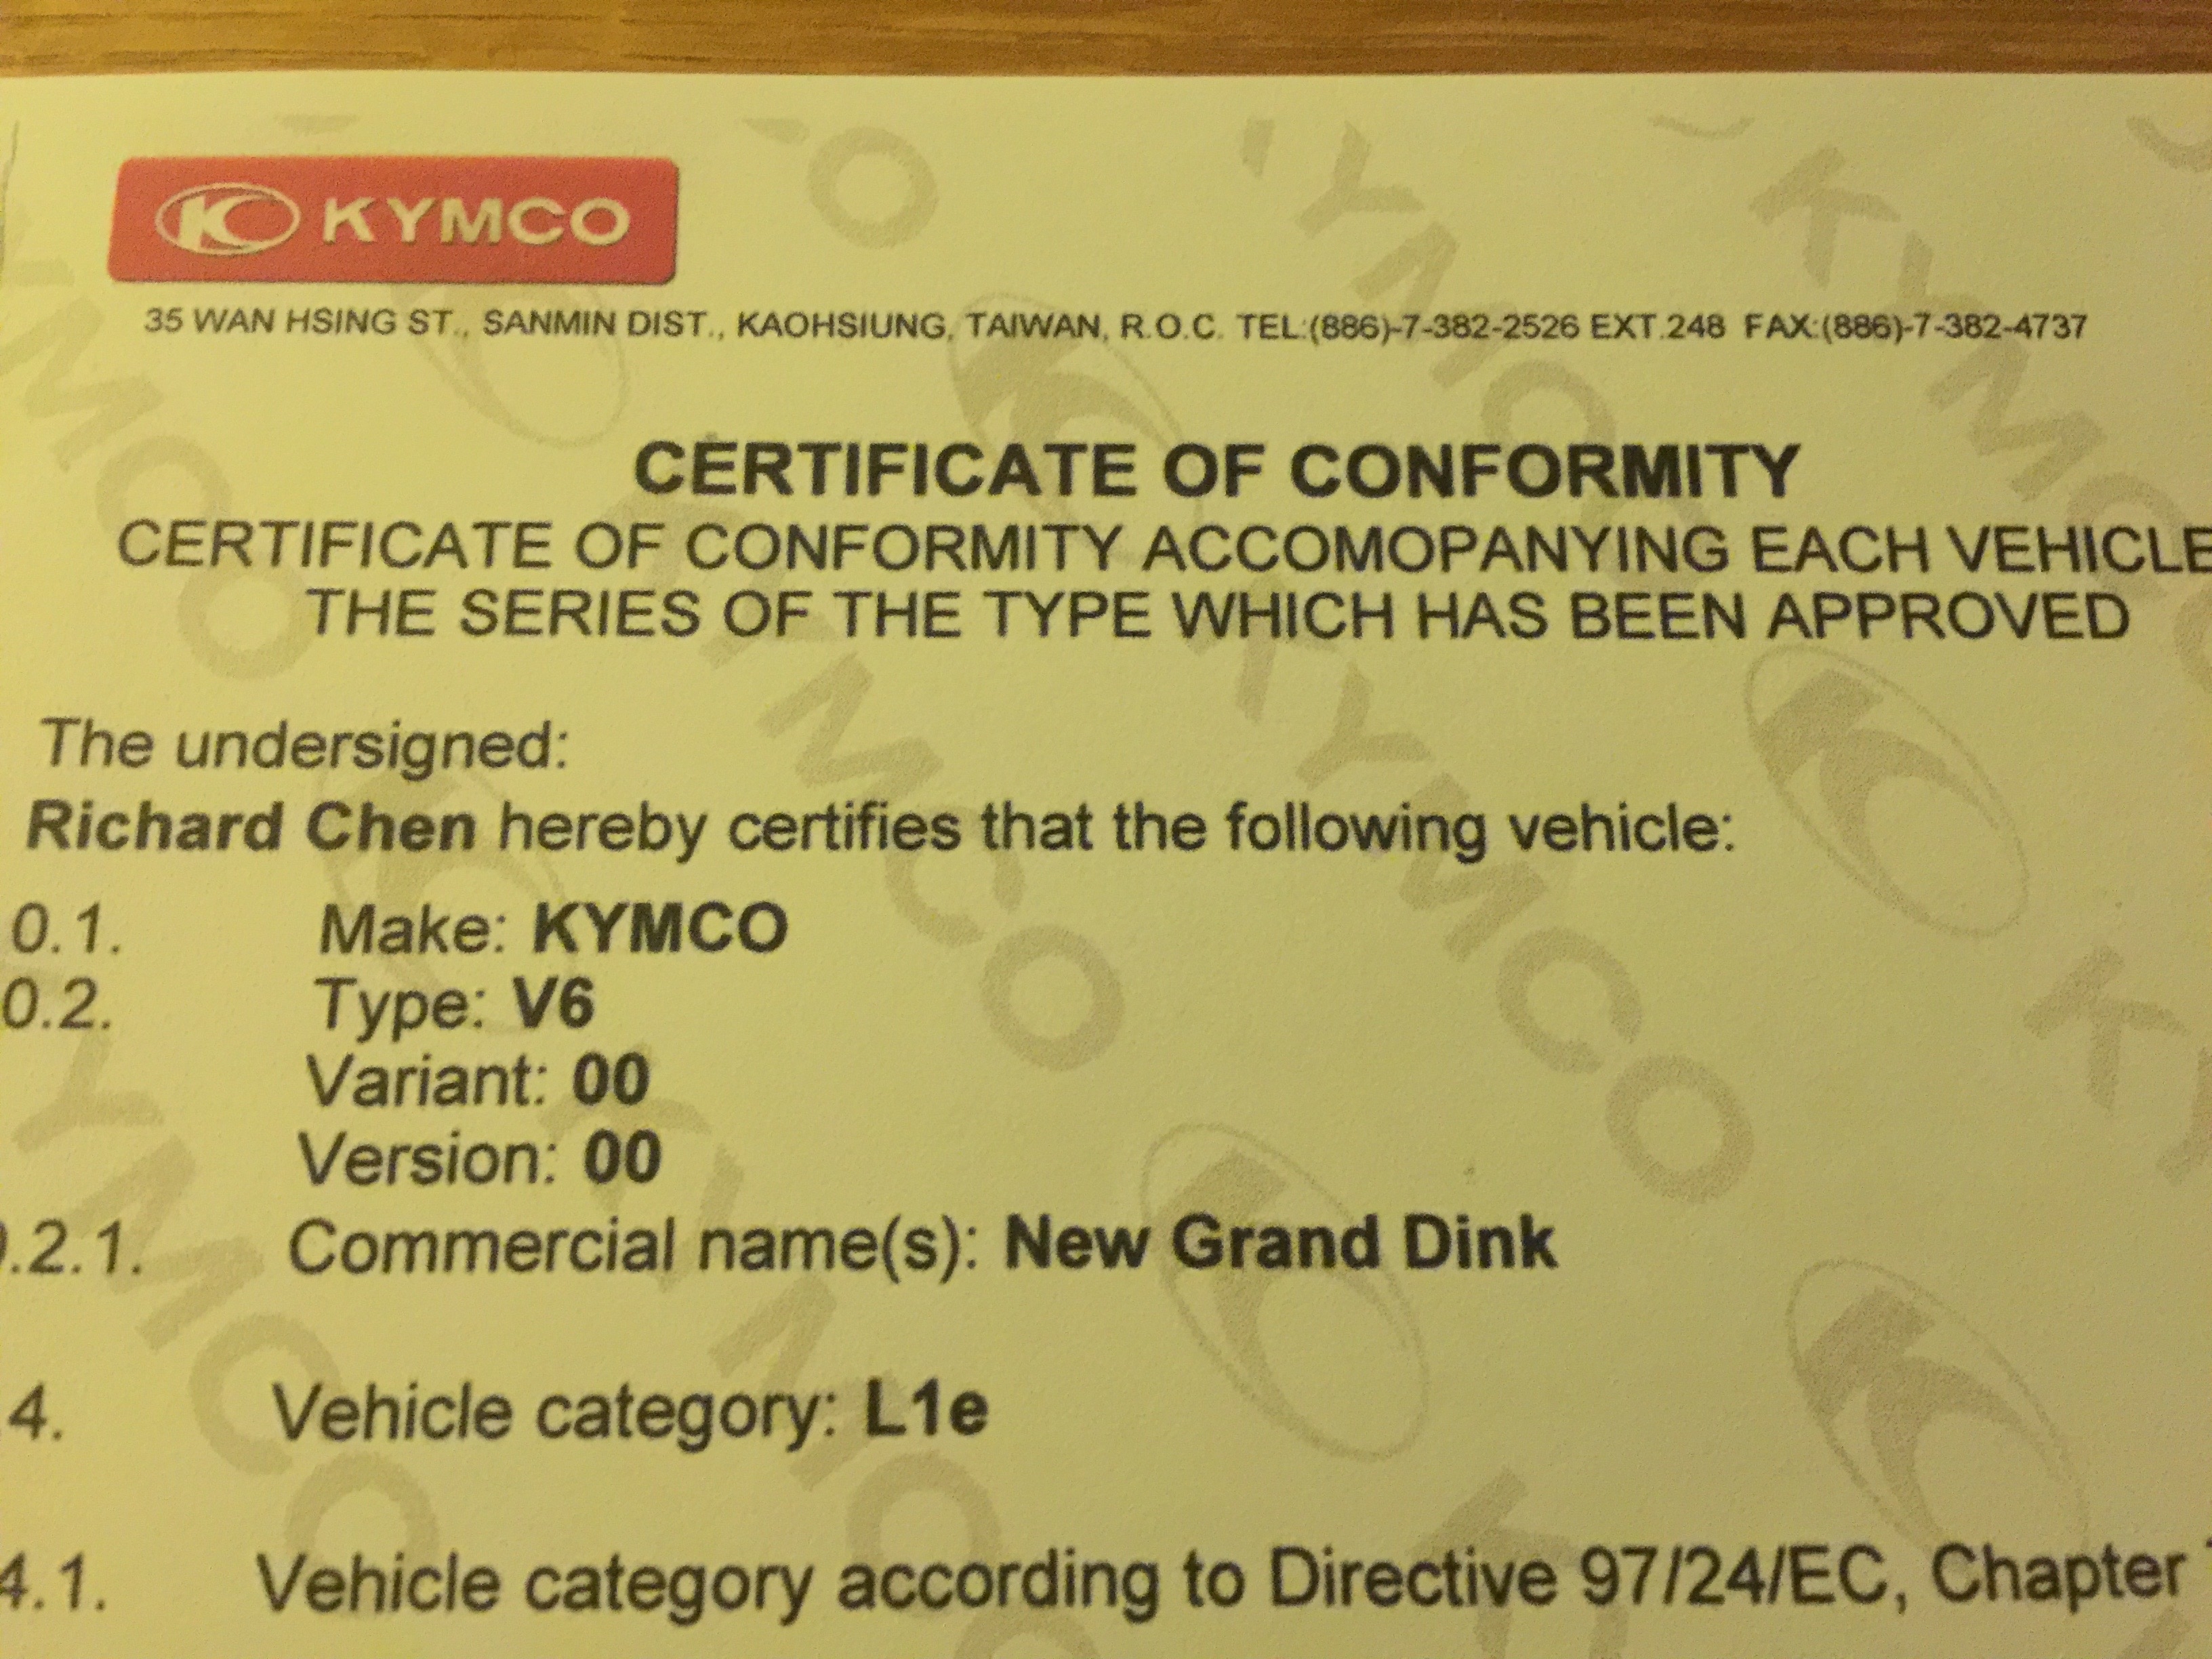 KYMCO
35 WAN HSING ST., SANMIN DIST., KAOHSIUNG, TAIWAN, R.O.C. TEL:(886)-7-382-2526 EXT.248 FAX:(886)-7-382-4737
CERTIFICATE OF CONFORMITY
CERTIFICATE OF CONFORMITY ACCOMOPANYING EACH VEHICLE
THE SERIES OF THE TYPE WHICH HAS BEEN APPROVED
The undersigned:
Richard Chen hereby certifies that the following vehicle:
0.1. Make: KYMCO
0.2. Type: V6
Variant: 00
Version: 00
.2.1. Commercial name(s): New Grand Dink
4. Vehicle category: L1e
4.1. Vehicle category according to Directive 97/24/EC, Chapter